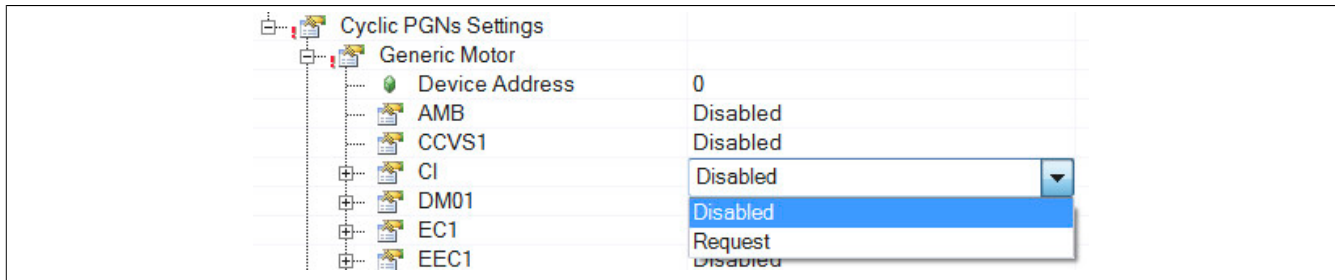 Cyclic PGNs Settings
Generic Motor
Device Address 0
AMB Disabled
CCVS1 Disabled
CI Disabled
DM01 Disabled
EC1 Request
EEC1 Disabled